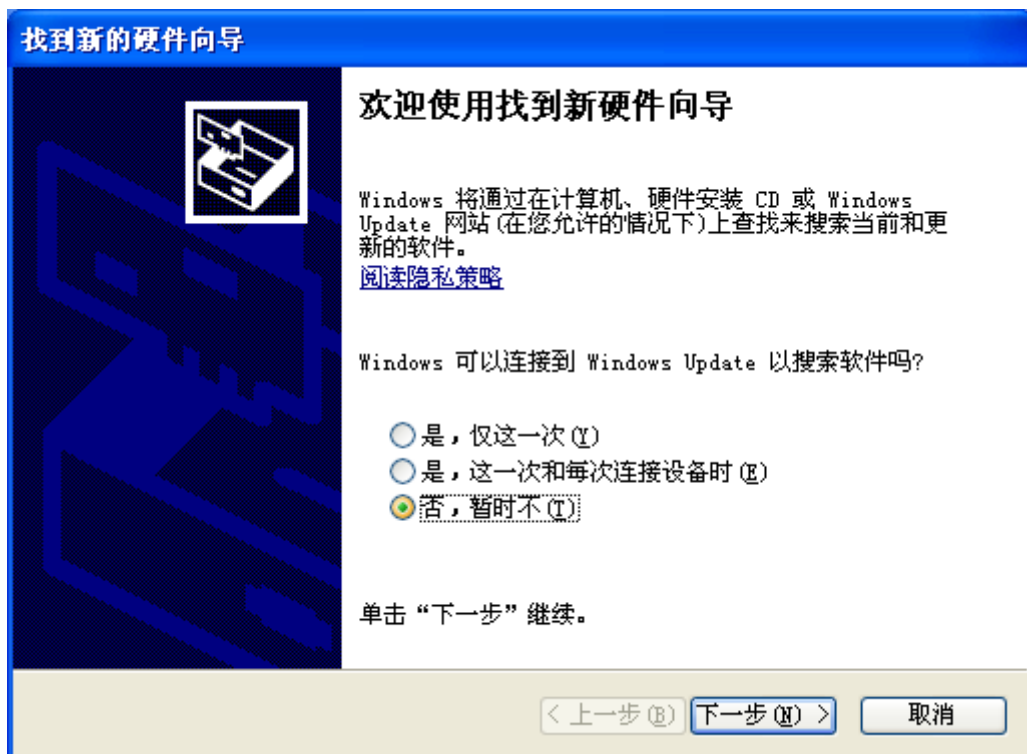 找到新的硬件向导
欢迎使用找到新硬件向导
Windows 将通过在计算机、硬件安装 CD 或 Windows
Update 网站(在您允许的情况下)上查找来搜索当前和更
新的软件。
阅读隐私策略
Windows 可以连接到 Windows Update 以搜索软件吗?
是，仅这一次(Y)
是，这一次和每次连接设备时(E)
否，暂时不(T)
单击“下一步”继续。
< 上一步(B) 下一步(N) > 取消